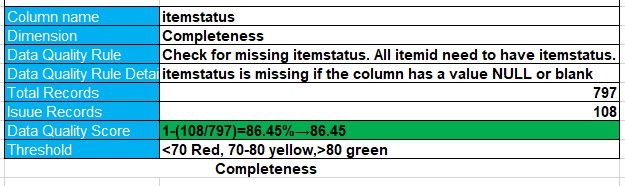 Column name itemstatus
Dimension Completeness
Data Quality Rule Check for missing itemstatus. All itemid need to have itemstatus.
Data Quality Rule Detai itemstatus is missing if the column has a value NULL or blank
Total Records 797
Isuue Records 108
Data Quality Score 1-(108/797)=86.45%→86.45
Threshold <70 Red, 70-80 yellow,>80 green
Completeness